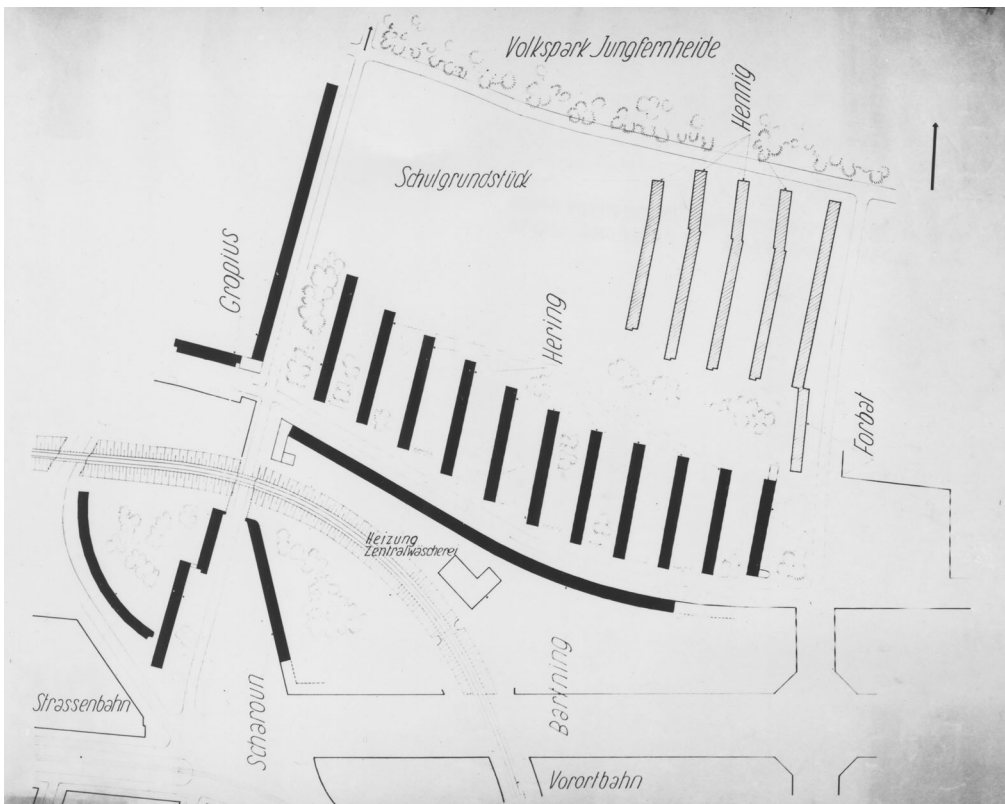 Volkspark Jungfernheide
Hennig
Schulgrundstück
Gropius
Hering
Forbat
Heizung
Zentralwäscherei
Bartning
Scharoun
Strassenbahn
Vorortbahn